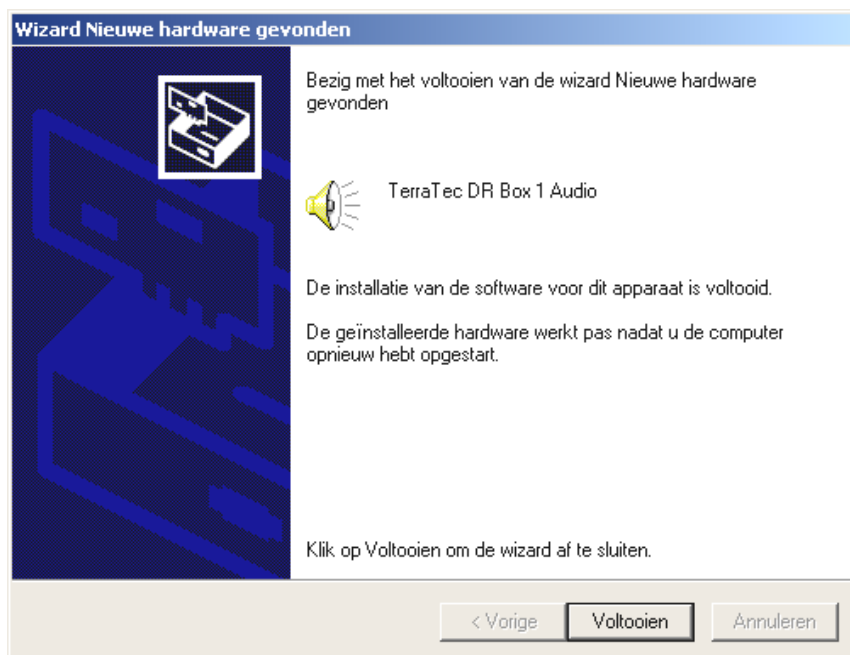 Wizard Nieuwe hardware gevonden
Bezig met het voltooien van de wizard Nieuwe hardware
gevonden
TerraTec DR Box 1 Audio
De installatie van de software voor dit apparaat is voltooid.
De geïnstalleerde hardware werkt pas nadat u de computer
opnieuw hebt opgestart.
Klik op Voltooien om de wizard af te sluiten.
< Vorige Voltooien Annuleren